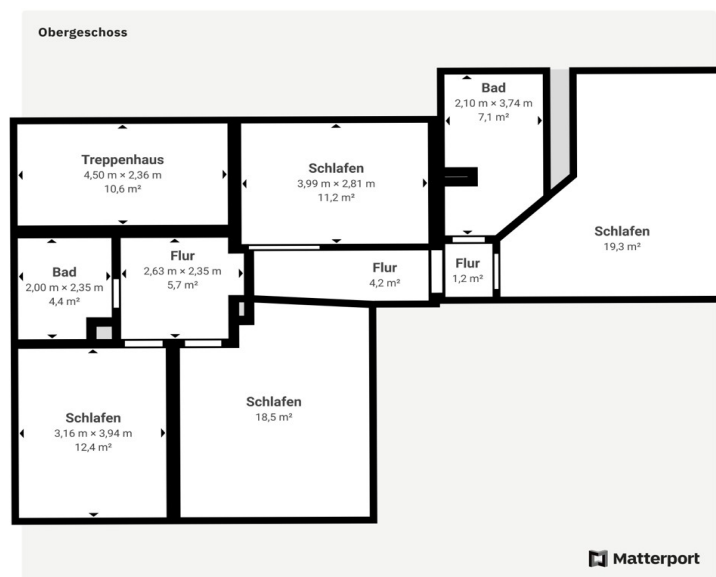 Obergeschoss
Bad
2,10 m × 3,74 m
7,1 m²
Treppenhaus
4,50 m × 2,36 m
10,6 m²
Schlafen
3,99 m × 2,81 m
11,2 m²
Schlafen
19,3 m²
Bad
2,00 m × 2,35 m
4,4 m²
Flur
2,63 m × 2,35 m
5,7 m²
Flur
4,2 m²
Flur
1,2 m²
Schlafen
3,16 m × 3,94 m
12,4 m²
Schlafen
18,5 m²
Matterport